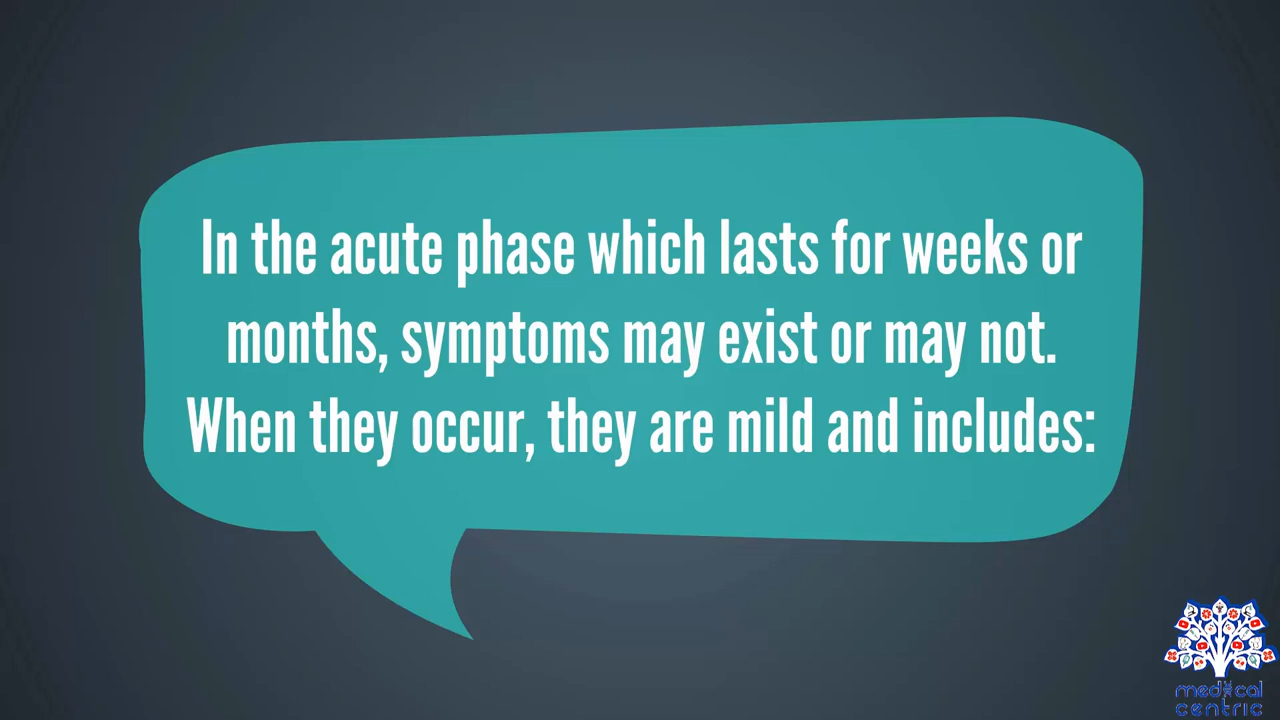 In the acute phase which lasts for weeks or
months, symptoms may exist or may not.
When they occur, they are mild and includes:
medical
centric